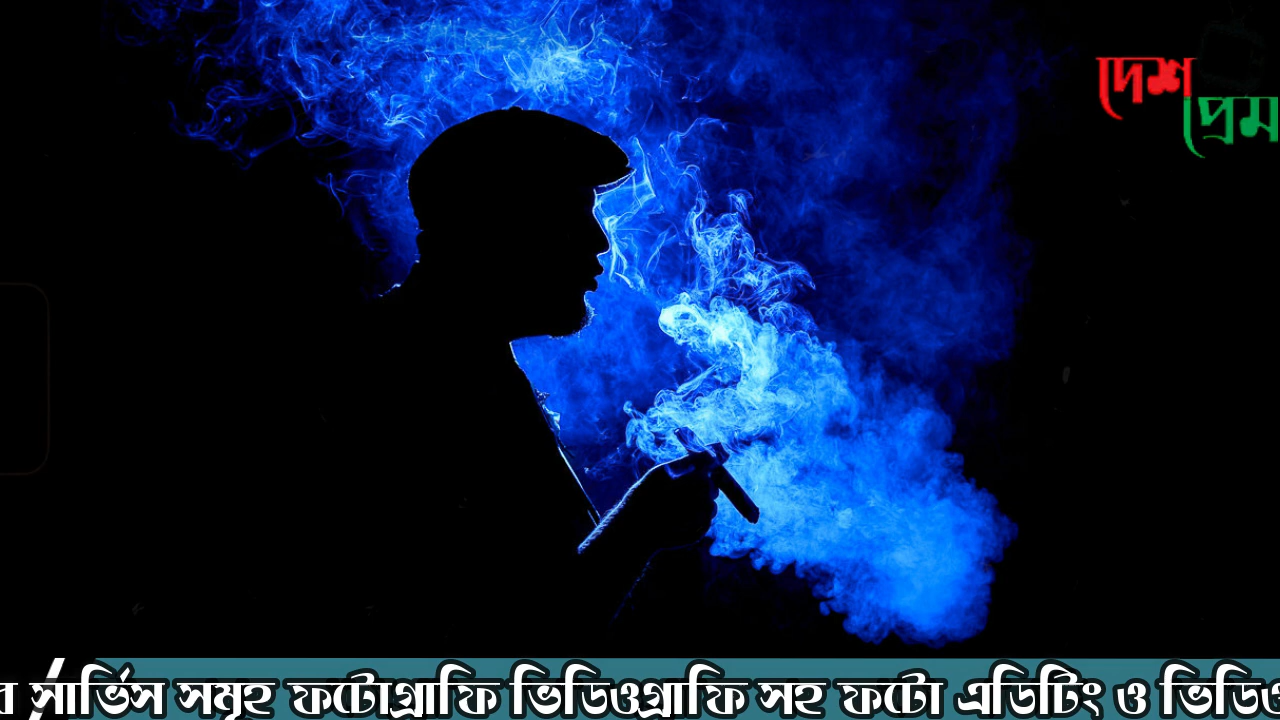 দেশ
প্রেম
সার্ভিস সমূহ ফটোগ্রাফি ভিডিওগ্রাফি সহ ফটো এডিটিং ও